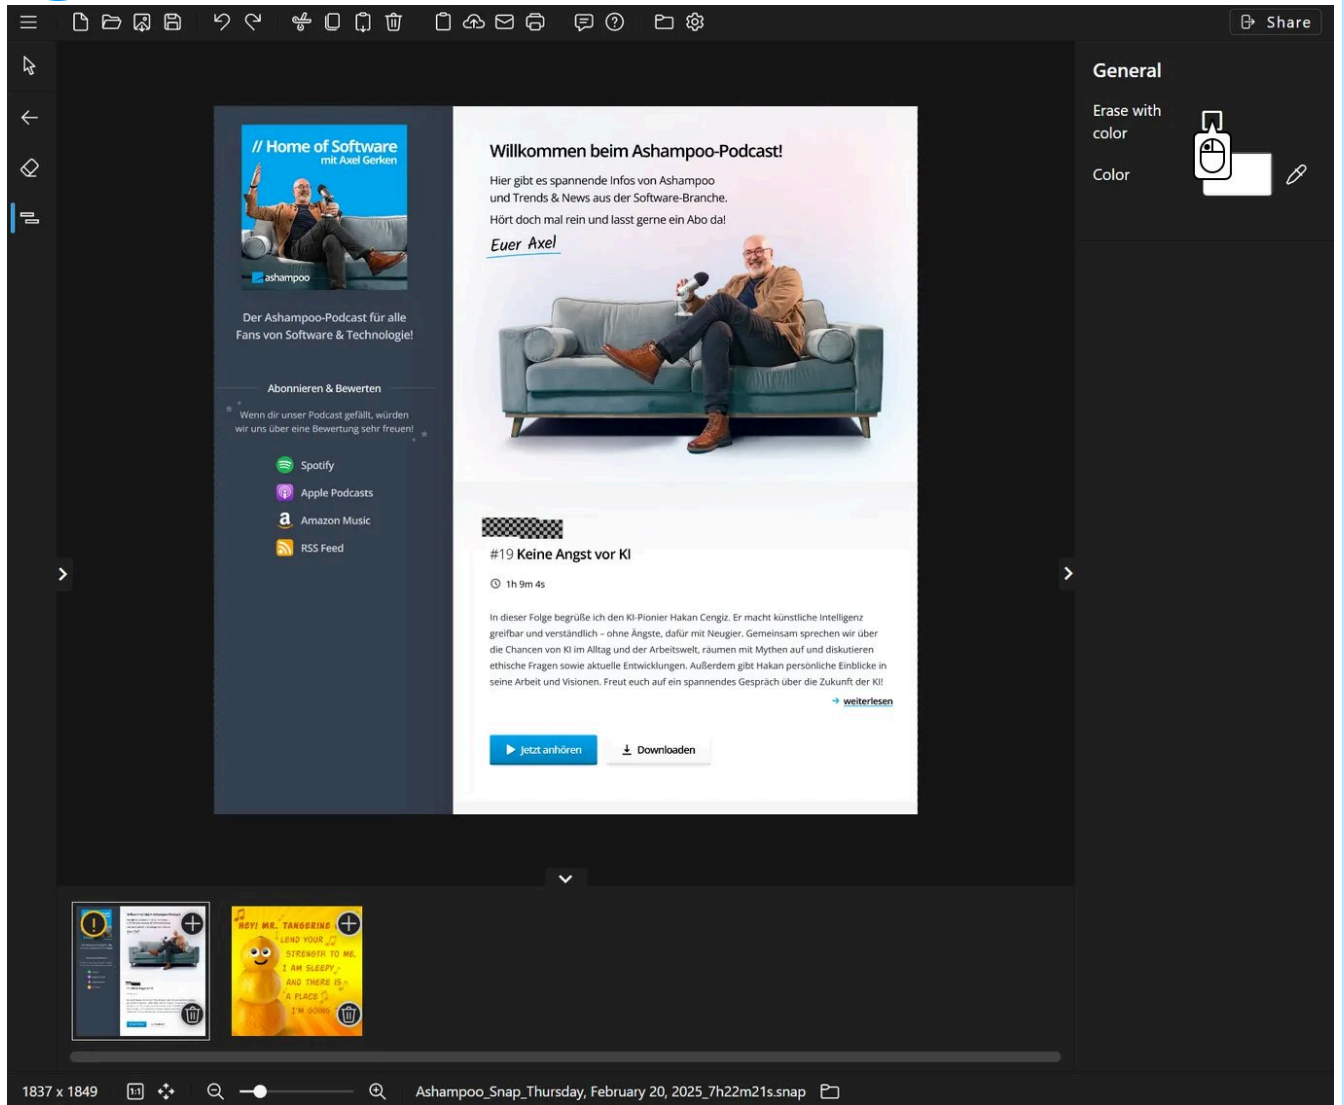 Share
General
Erase with
color
Color
// Home of Software
mit Axel Gerken
ashampoo
Der Ashampoo-Podcast für alle
Fans von Software & Technologie!
Abonnieren & Bewerten
Wenn dir unser Podcast gefällt, würden
wir uns über eine Bewertung sehr freuen!
Spotify
Apple Podcasts
Amazon Music
RSS Feed
Willkommen beim Ashampoo-Podcast!
Hier gibt es spannende Infos von Ashampoo
und Trends & News aus der Software-Branche.
Hört doch mal rein und lasst gerne ein Abo da!
Euer Axel
#19 Keine Angst vor KI
1h 9m 4s
In dieser Folge begrüße ich den KI-Pionier Hakan Cengiz. Er macht künstliche Intelligenz
greifbar und verständlich – ohne Ängste, dafür mit Neugier. Gemeinsam sprechen wir über
die Chancen von KI im Alltag und der Arbeitswelt, räumen mit Mythen auf und diskutieren
ethische Fragen sowie aktuelle Entwicklungen. Außerdem gibt Hakan persönliche Einblicke in
seine Arbeit und Visionen. Freut euch auf ein spannendes Gespräch über die Zukunft der KI!
weiterlesen
Jetzt anhören
Downloaden
HEY! MR. TANGERINE
LEND YOUR
STRENGTH TO ME.
I AM SLEEPY
AND THERE IS
A PLACE
I'M GOING
1837 x 1849
1:1
Ashampoo_Snap_Thursday, February 20, 2025_7h22m21s.snap